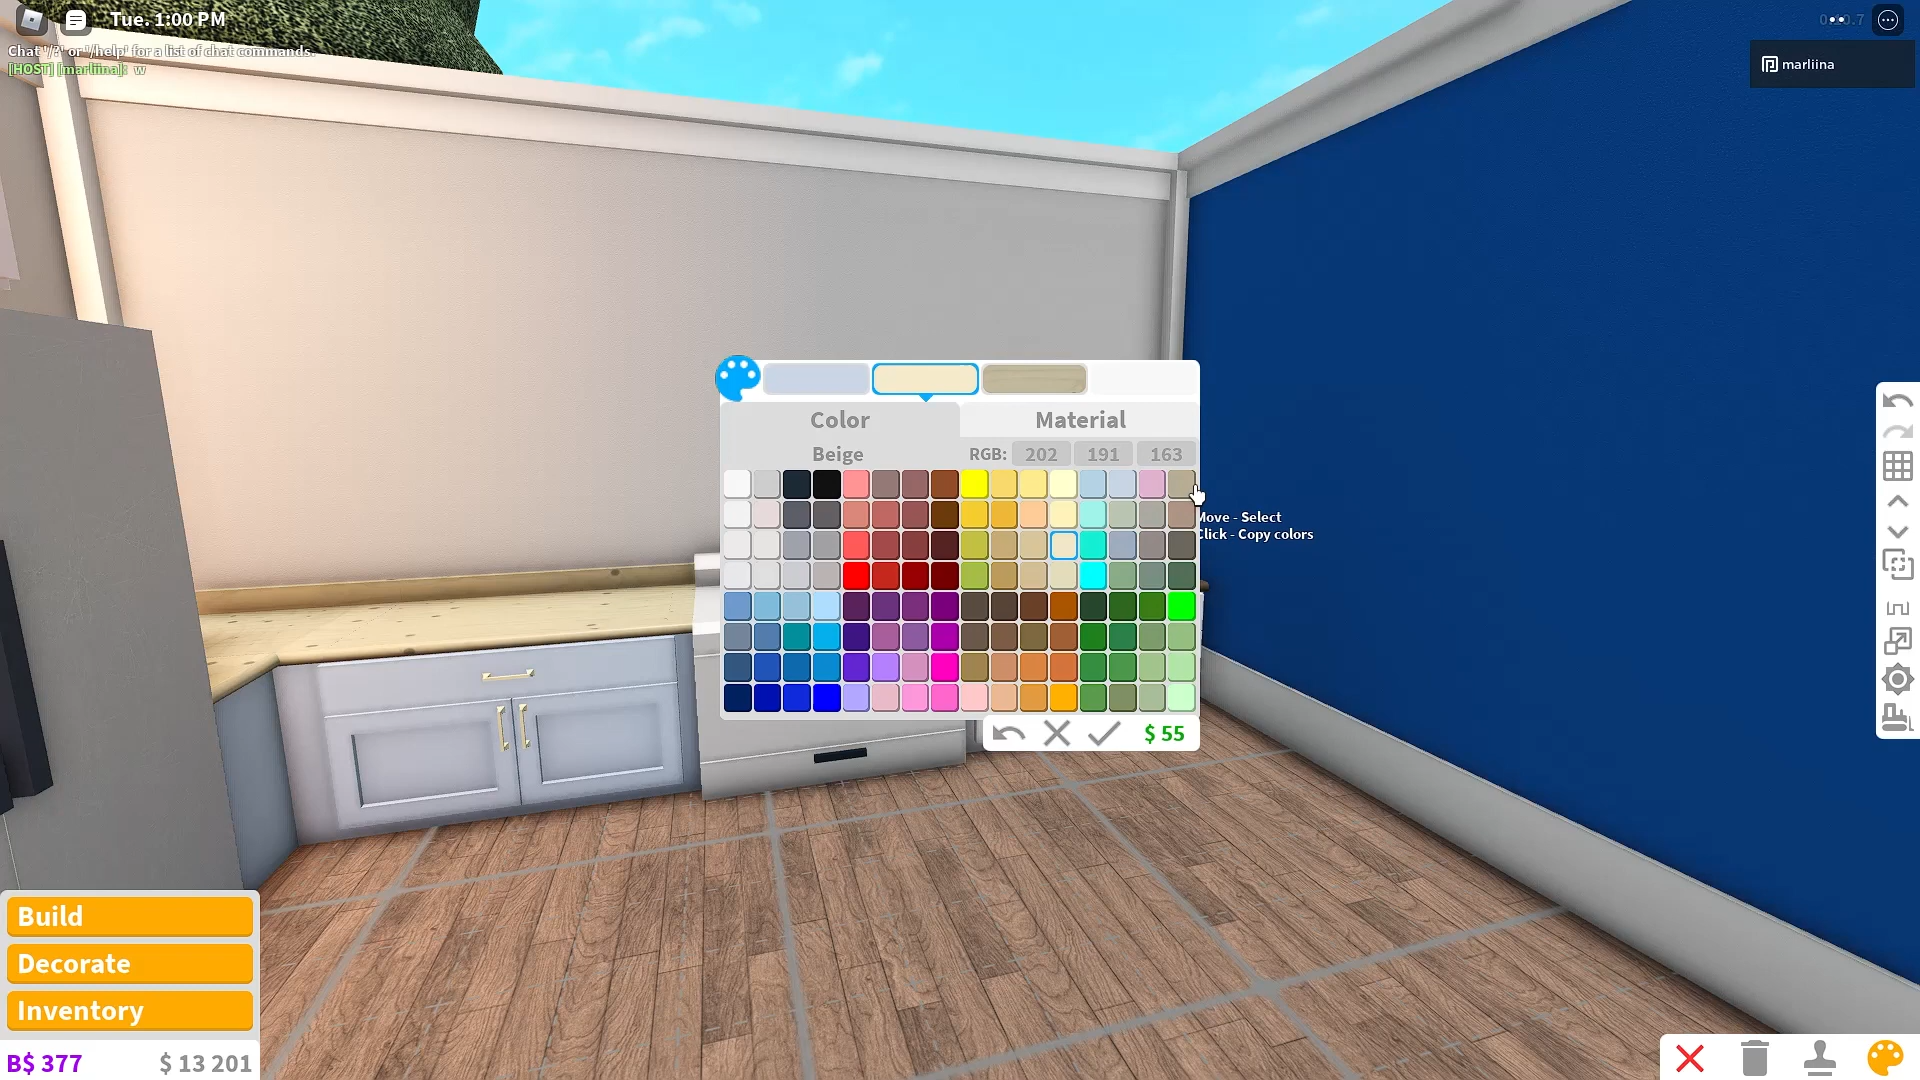 Tue. 1:00 PM
Chat '/?' or '/help' for a list of chat commands.
[HOST] [marliina]: w
marliina
Color
Material
Beige
RGB: 202 191 163
Move - Select
Click - Copy colors
$ 55
Build
Decorate
Inventory
B$ 377
$ 13 201